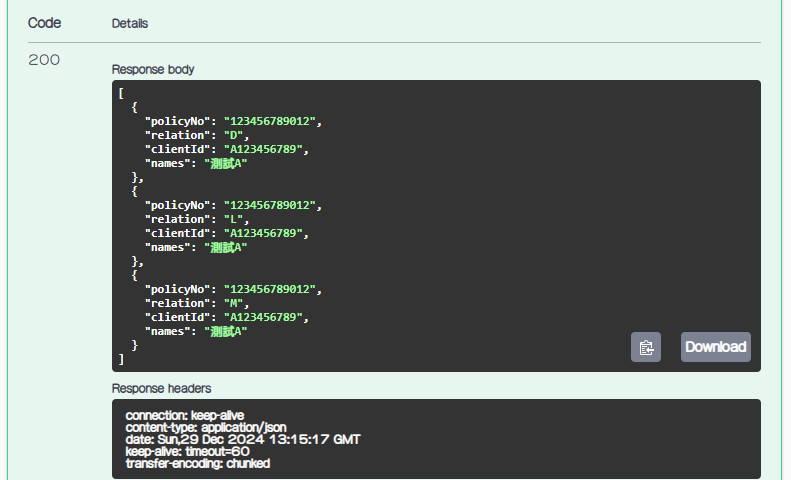 Code Details
200
Response body
[
  {
    "policyNo": "123456789012",
    "relation": "D",
    "clientId": "A123456789",
    "names": "測試A"
  },
  {
    "policyNo": "123456789012",
    "relation": "L",
    "clientId": "A123456789",
    "names": "測試A"
  },
  {
    "policyNo": "123456789012",
    "relation": "M",
    "clientId": "A123456789",
    "names": "測試A"
  }
]
Download
Response headers
connection: keep-alive
content-type: application/json
date: Sun,29 Dec 2024 13:15:17 GMT
keep-alive: timeout=60
transfer-encoding: chunked